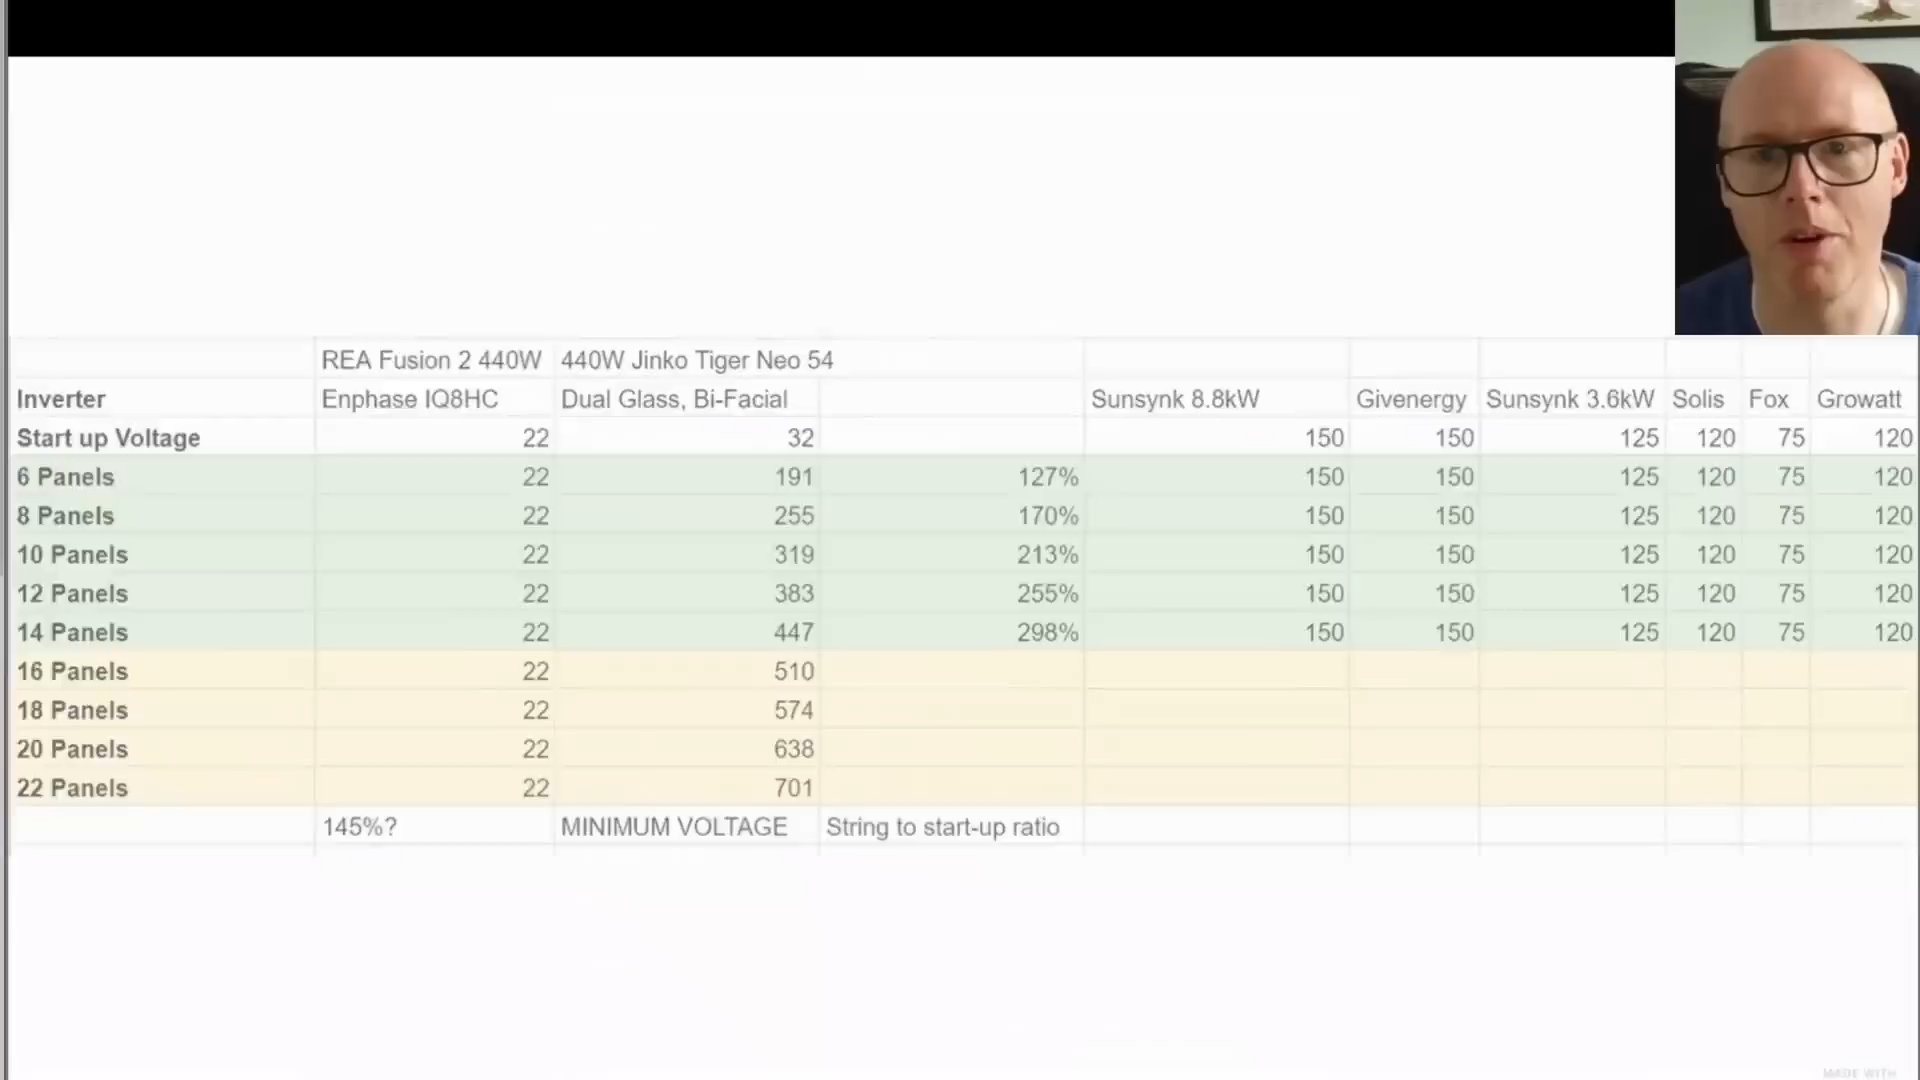 REA Fusion 2 440W 440W Jinko Tiger Neo 54
Inverter Enphase IQ8HC Dual Glass, Bi-Facial Sunsynk 8.8kW Givenergy Sunsynk 3.6kW Solis Fox Growatt
Start up Voltage 22 32 150 150 125 120 75 120
6 Panels 22 191 127% 150 150 125 120 75 120
8 Panels 22 255 170% 150 150 125 120 75 120
10 Panels 22 319 213% 150 150 125 120 75 120
12 Panels 22 383 255% 150 150 125 120 75 120
14 Panels 22 447 298% 150 150 125 120 75 120
16 Panels 22 510
18 Panels 22 574
20 Panels 22 638
22 Panels 22 701
145%? MINIMUM VOLTAGE String to start-up ratio
MADE WITH